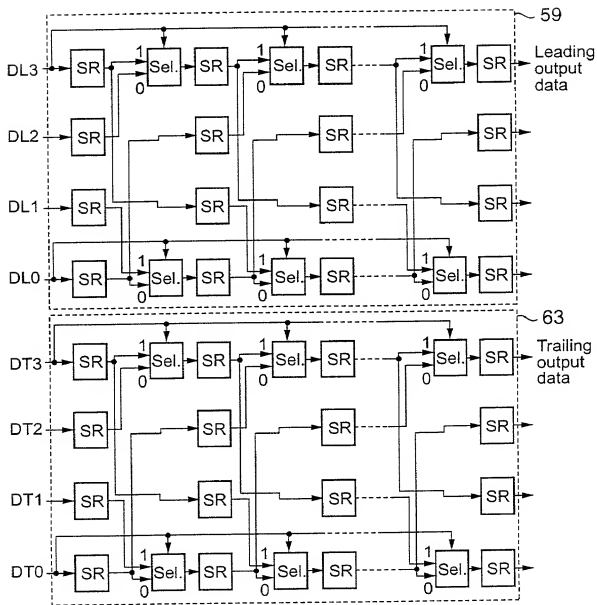 59
1 1 1
DL3 SR Sel. SR Sel. SR Sel. SR Leading output data
0 0 0
DL2 SR SR SR SR
DL1 SR SR SR SR
1 1 1
DL0 SR Sel. SR Sel. SR Sel. SR
0 0 0
63
1 1 1
DT3 SR Sel. SR Sel. SR Sel. SR Trailing output data
0 0 0
DT2 SR SR SR SR
DT1 SR SR SR SR
1 1 1
DT0 SR Sel. SR Sel. SR Sel. SR
0 0 0